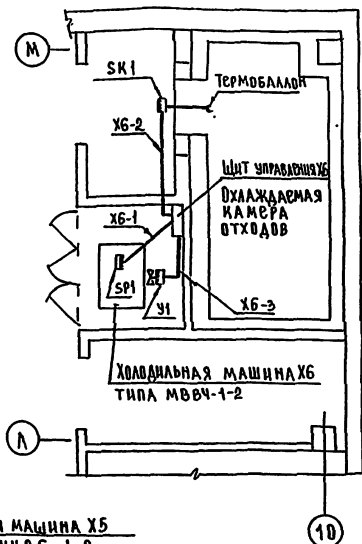 М
SK1
Термобаллон
Х6-2
Щит управления Х6
Х6-1
Охлаждаемая
камера
отходов
SP1
У1
Х6-3
Холодильная машина Х6
типа МВВ4-1-2
Л
машина Х5
10